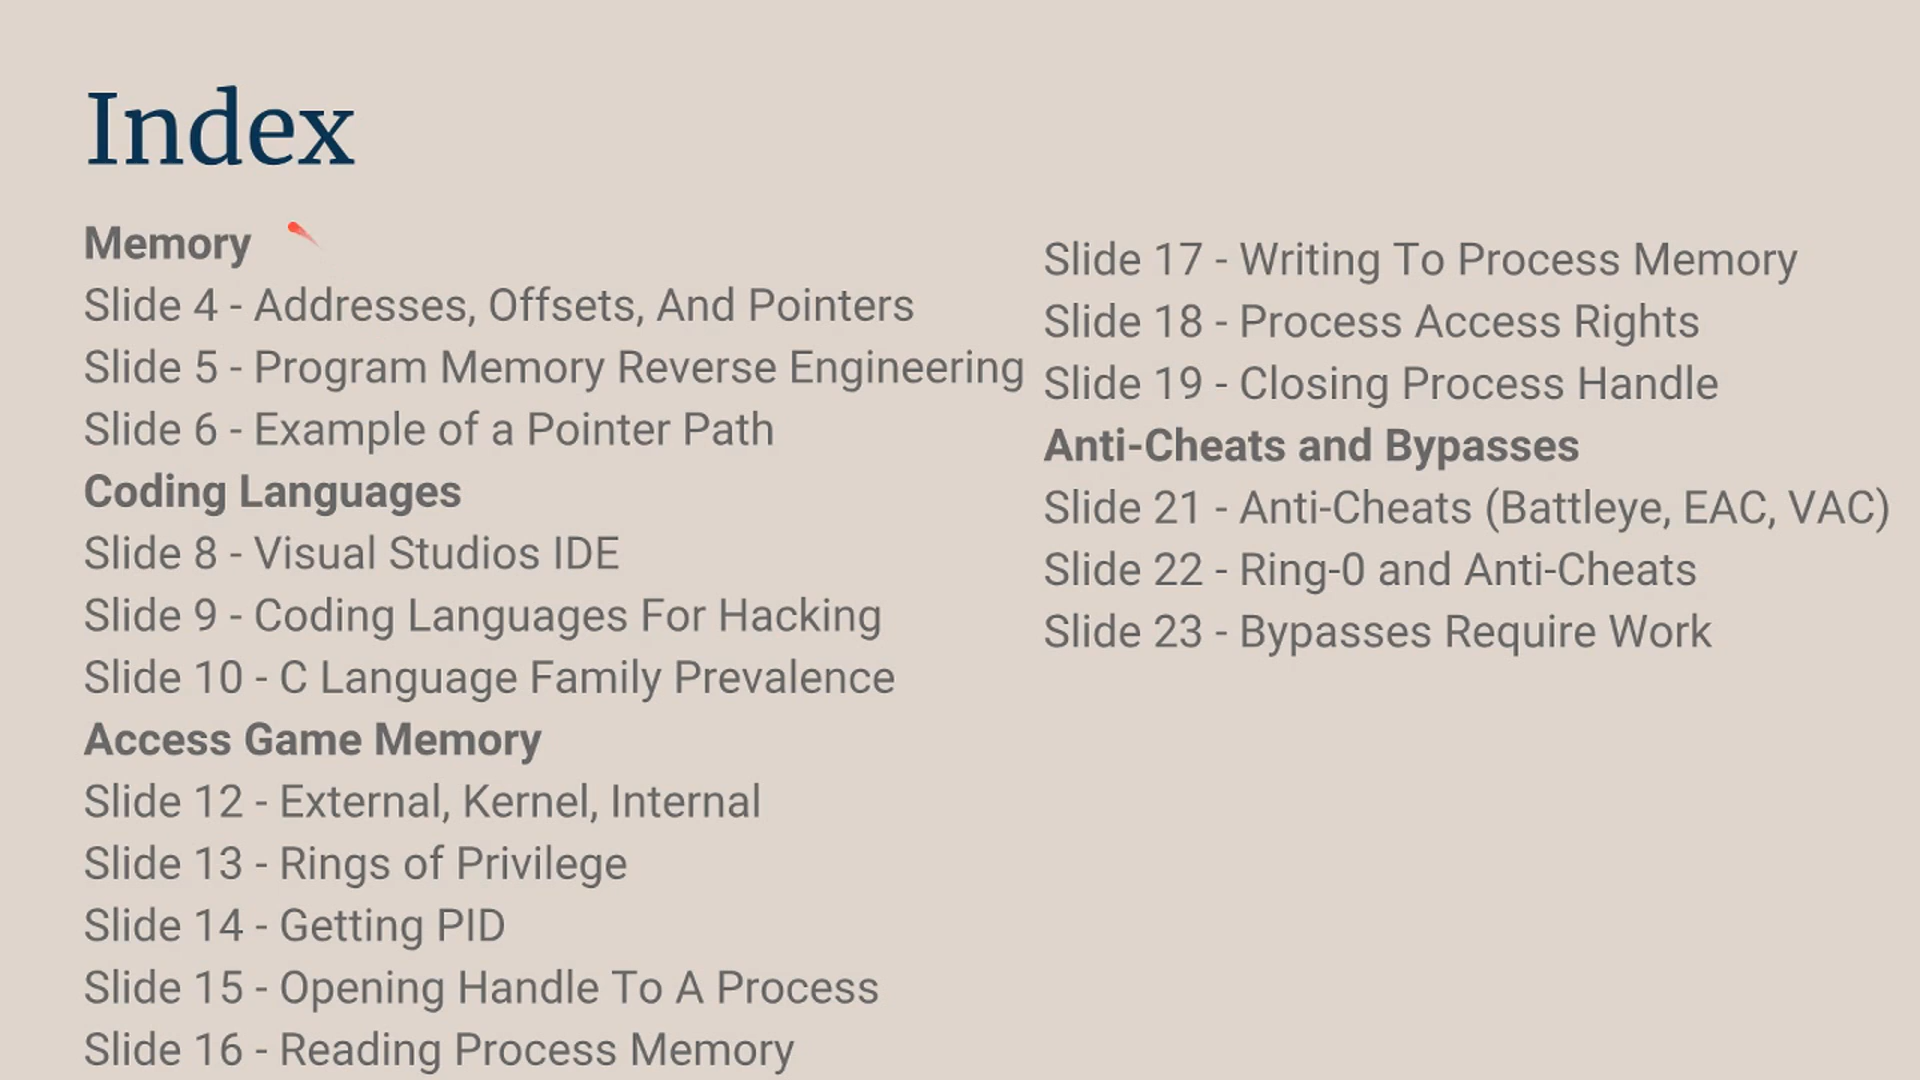 Index
Memory
Slide 4 - Addresses, Offsets, And Pointers
Slide 5 - Program Memory Reverse Engineering
Slide 6 - Example of a Pointer Path
Coding Languages
Slide 8 - Visual Studios IDE
Slide 9 - Coding Languages For Hacking
Slide 10 - C Language Family Prevalence
Access Game Memory
Slide 12 - External, Kernel, Internal
Slide 13 - Rings of Privilege
Slide 14 - Getting PID
Slide 15 - Opening Handle To A Process
Slide 16 - Reading Process Memory
Slide 17 - Writing To Process Memory
Slide 18 - Process Access Rights
Slide 19 - Closing Process Handle
Anti-Cheats and Bypasses
Slide 21 - Anti-Cheats (Battleye, EAC, VAC)
Slide 22 - Ring-0 and Anti-Cheats
Slide 23 - Bypasses Require Work